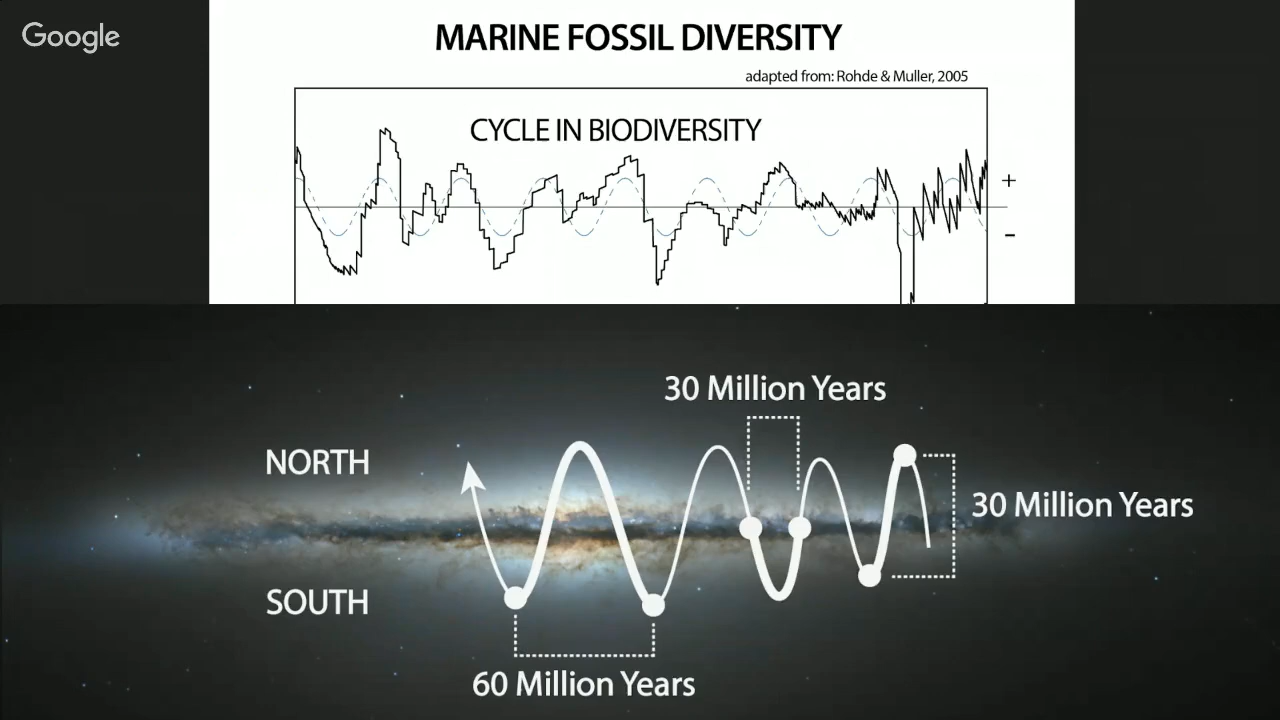 Google
MARINE FOSSIL DIVERSITY
adapted from: Rohde & Muller, 2005
CYCLE IN BIODIVERSITY
+
-
30 Million Years
NORTH
30 Million Years
SOUTH
60 Million Years